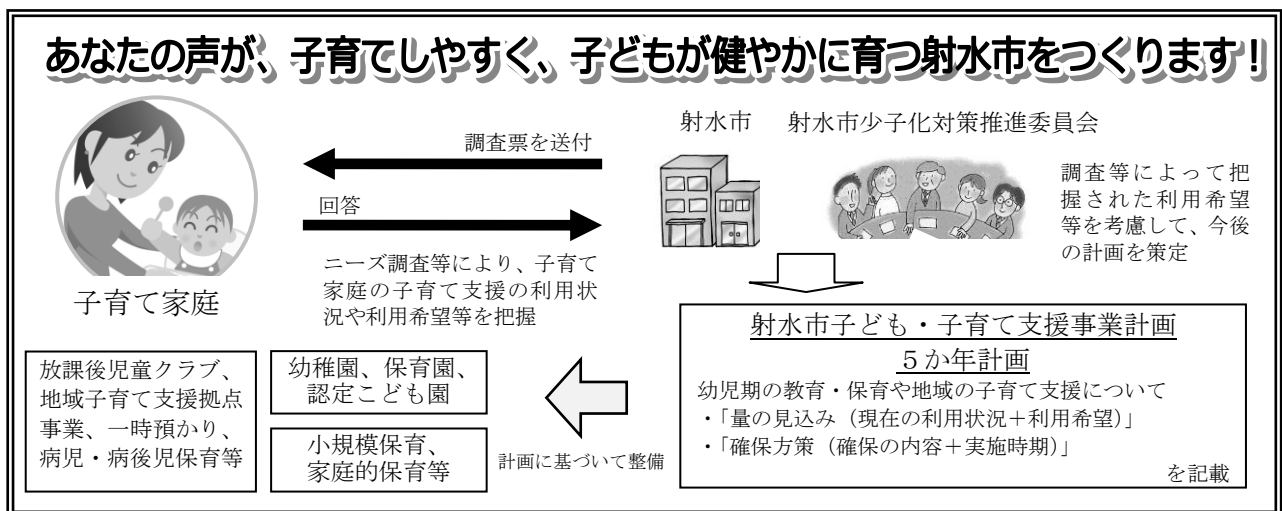 あなたの声が、子育てしやすく、子どもが健やかに育つ射水市をつくります！
調査票を送付
回答
ニーズ調査等により、子育て
家庭の子育て支援の利用状
況や利用希望等を把握
子育て家庭
射水市
射水市少子化対策推進委員会
調査等によって把
握された利用希望
等を考慮して、今後
の計画を策定
射水市子ども・子育て支援事業計画
５か年計画
幼児期の教育・保育や地域の子育て支援について
・「量の見込み（現在の利用状況＋利用希望）」
・「確保方策（確保の内容＋実施時期）」
を記載
計画に基づいて整備
幼稚園、保育園、
認定こども園
小規模保育、
家庭的保育等
放課後児童クラブ、
地域子育て支援拠点
事業、一時預かり、
病児・病後児保育等